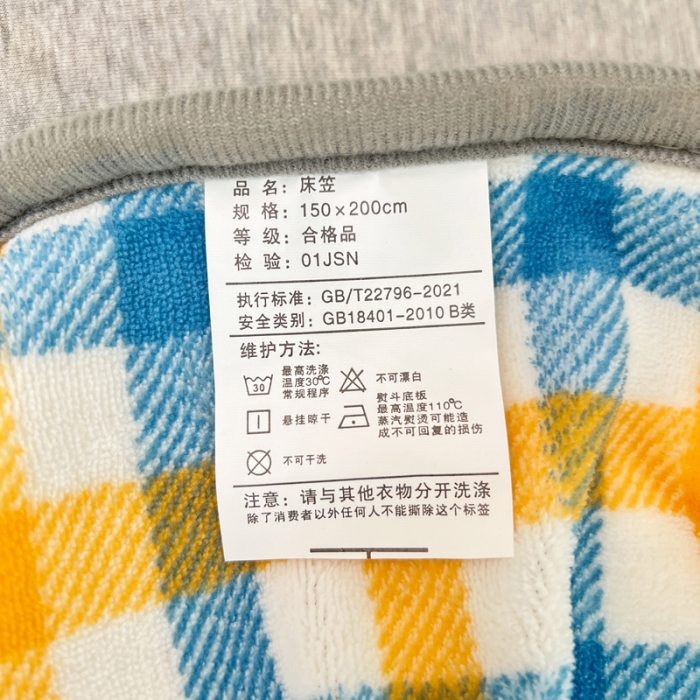 品 名：床笠
规 格：150×200cm
等 级：合格品
检 验：01JSN
执行标准：GB/T22796-2021
安全类别：GB18401-2010 B类
维护方法:
最高洗涤
温度30℃
常规程序
30
不可漂白
悬挂晾干
熨斗底板
最高温度110℃
蒸汽熨烫可能造
成不可回复的损伤
不可干洗
注意：请与其他衣物分开洗涤
除了消费者以外任何人不能撕除这个标签